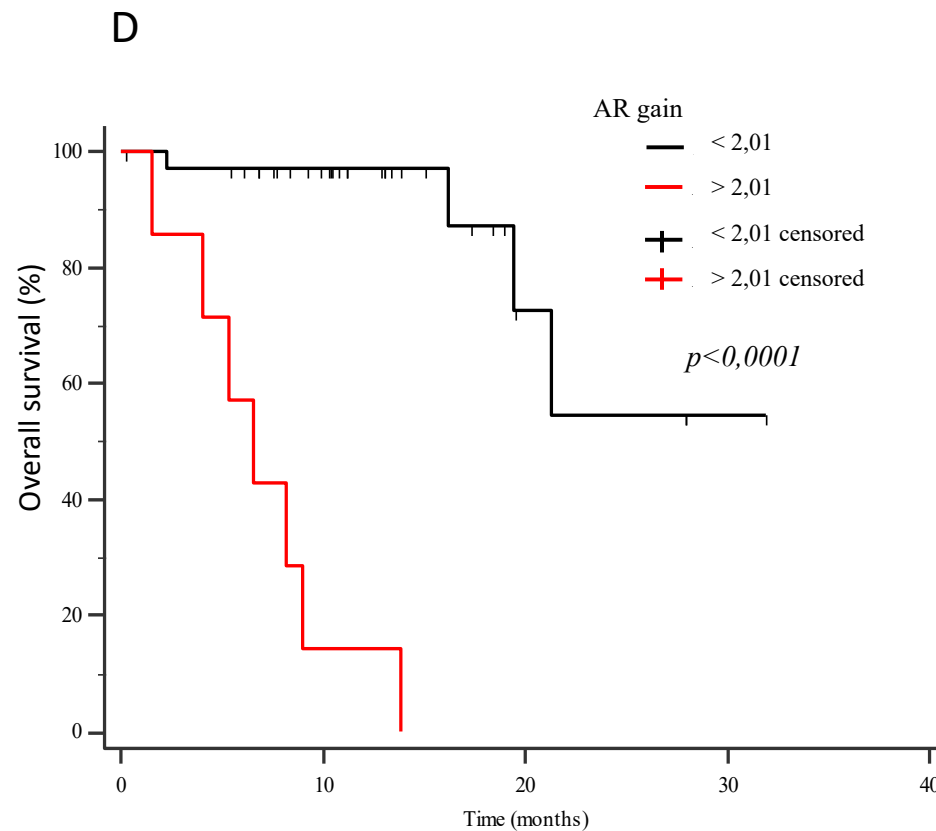 D
AR gain
< 2,01
> 2,01
< 2,01 censored
> 2,01 censored
p<0,0001
Overall survival (%)
100
80
60
40
20
0
0 10 20 30 40
Time (months)